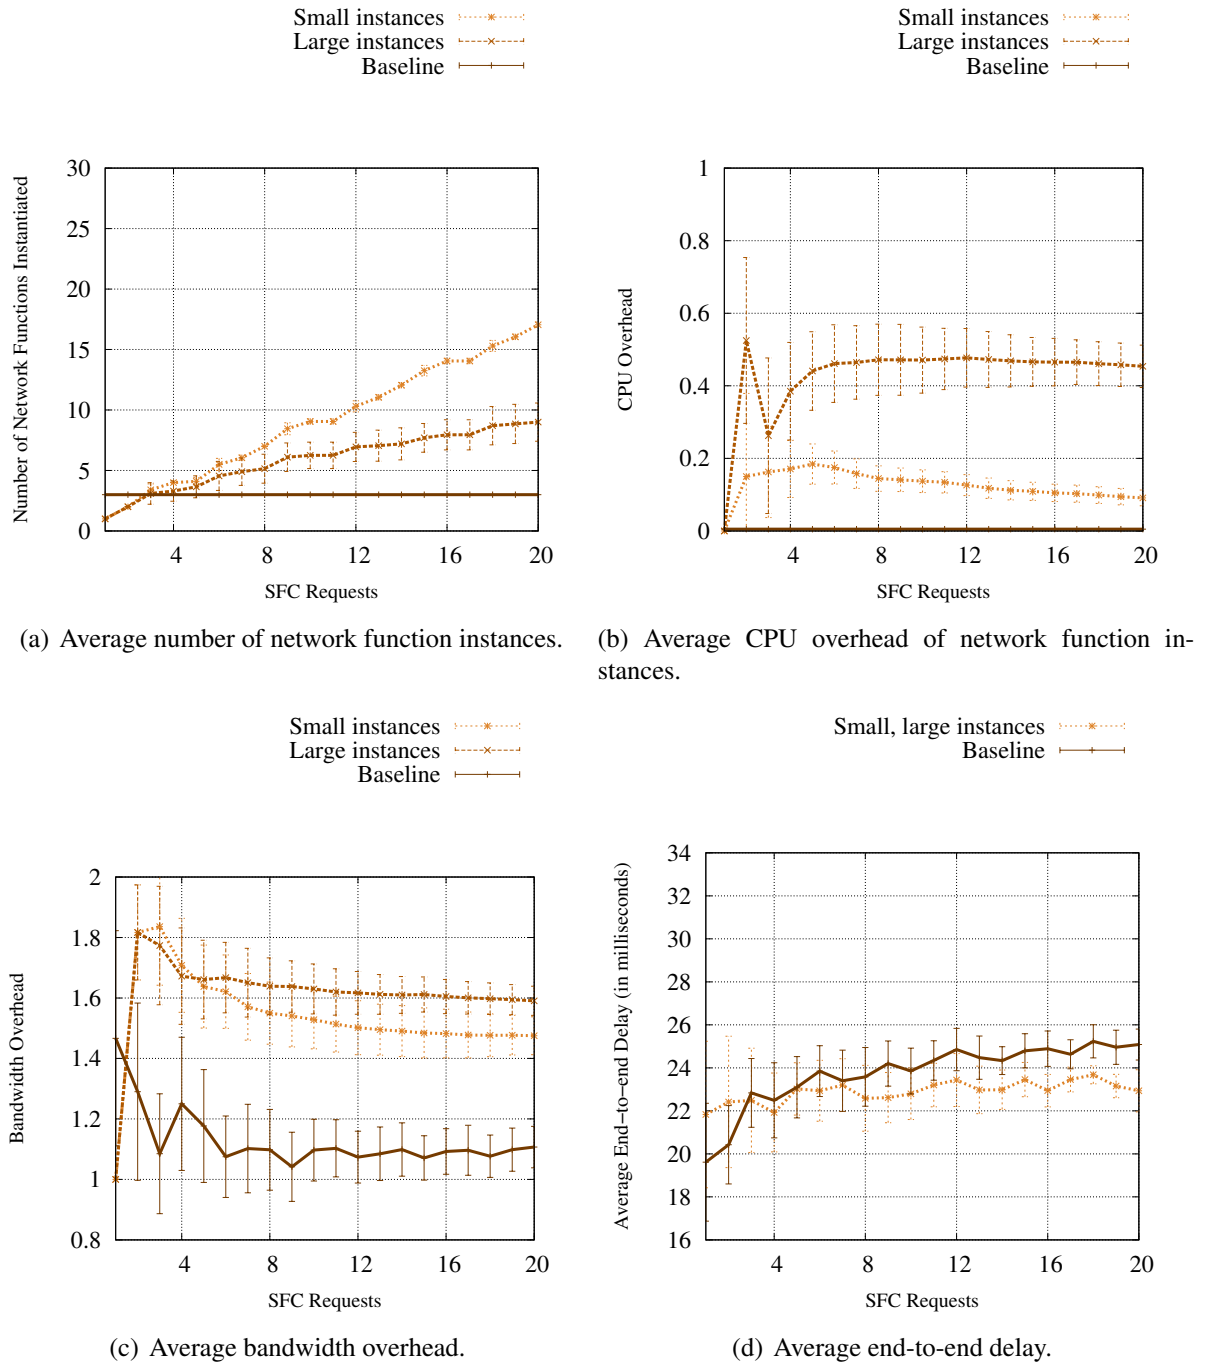 Small instances
Large instances
Baseline
Small instances
Large instances
Baseline
Number of Network Functions Instantiated
30
25
20
15
10
5
0
4
8
12
16
20
SFC Requests
CPU Overhead
1
0.8
0.6
0.4
0.2
0
4
8
12
16
20
SFC Requests
(a) Average number of network function instances.
(b) Average CPU overhead of network function in-
stances.
Small instances
Large instances
Baseline
Small, large instances
Baseline
Bandwidth Overhead
2
1.8
1.6
1.4
1.2
1
0.8
4
8
12
16
20
SFC Requests
Average End−to−end Delay (in milliseconds)
34
32
30
28
26
24
22
20
18
16
4
8
12
16
20
SFC Requests
(c) Average bandwidth overhead.
(d) Average end-to-end delay.